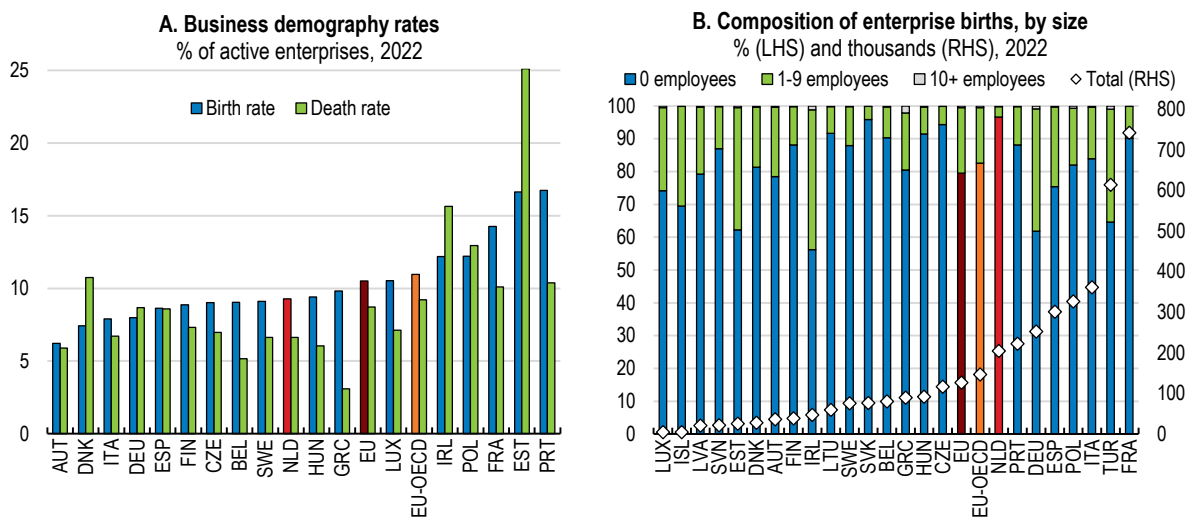 A. Business demography rates
% of active enterprises, 2022
25
20
15
10
5
0
Birth rate
Death rate
AUT
DNK
ITA
DEU
ESP
FIN
CZE
BEL
SWE
NLD
HUN
GRC
EU
LUX
EU-OECD
IRL
POL
FRA
EST
PRT
B. Composition of enterprise births, by size
% (LHS) and thousands (RHS), 2022
0 employees
1-9 employees
10+ employees
Total (RHS)
100
90
80
70
60
50
40
30
20
10
0
800
700
600
500
400
300
200
100
0
LUX
ISL
LVA
SVN
EST
DNK
AUT
FIN
IRL
LTU
SWE
SVK
BEL
GRC
HUN
CZE
EU
EU-OECD
NLD
PRT
DEU
ESP
POL
ITA
TUR
FRA